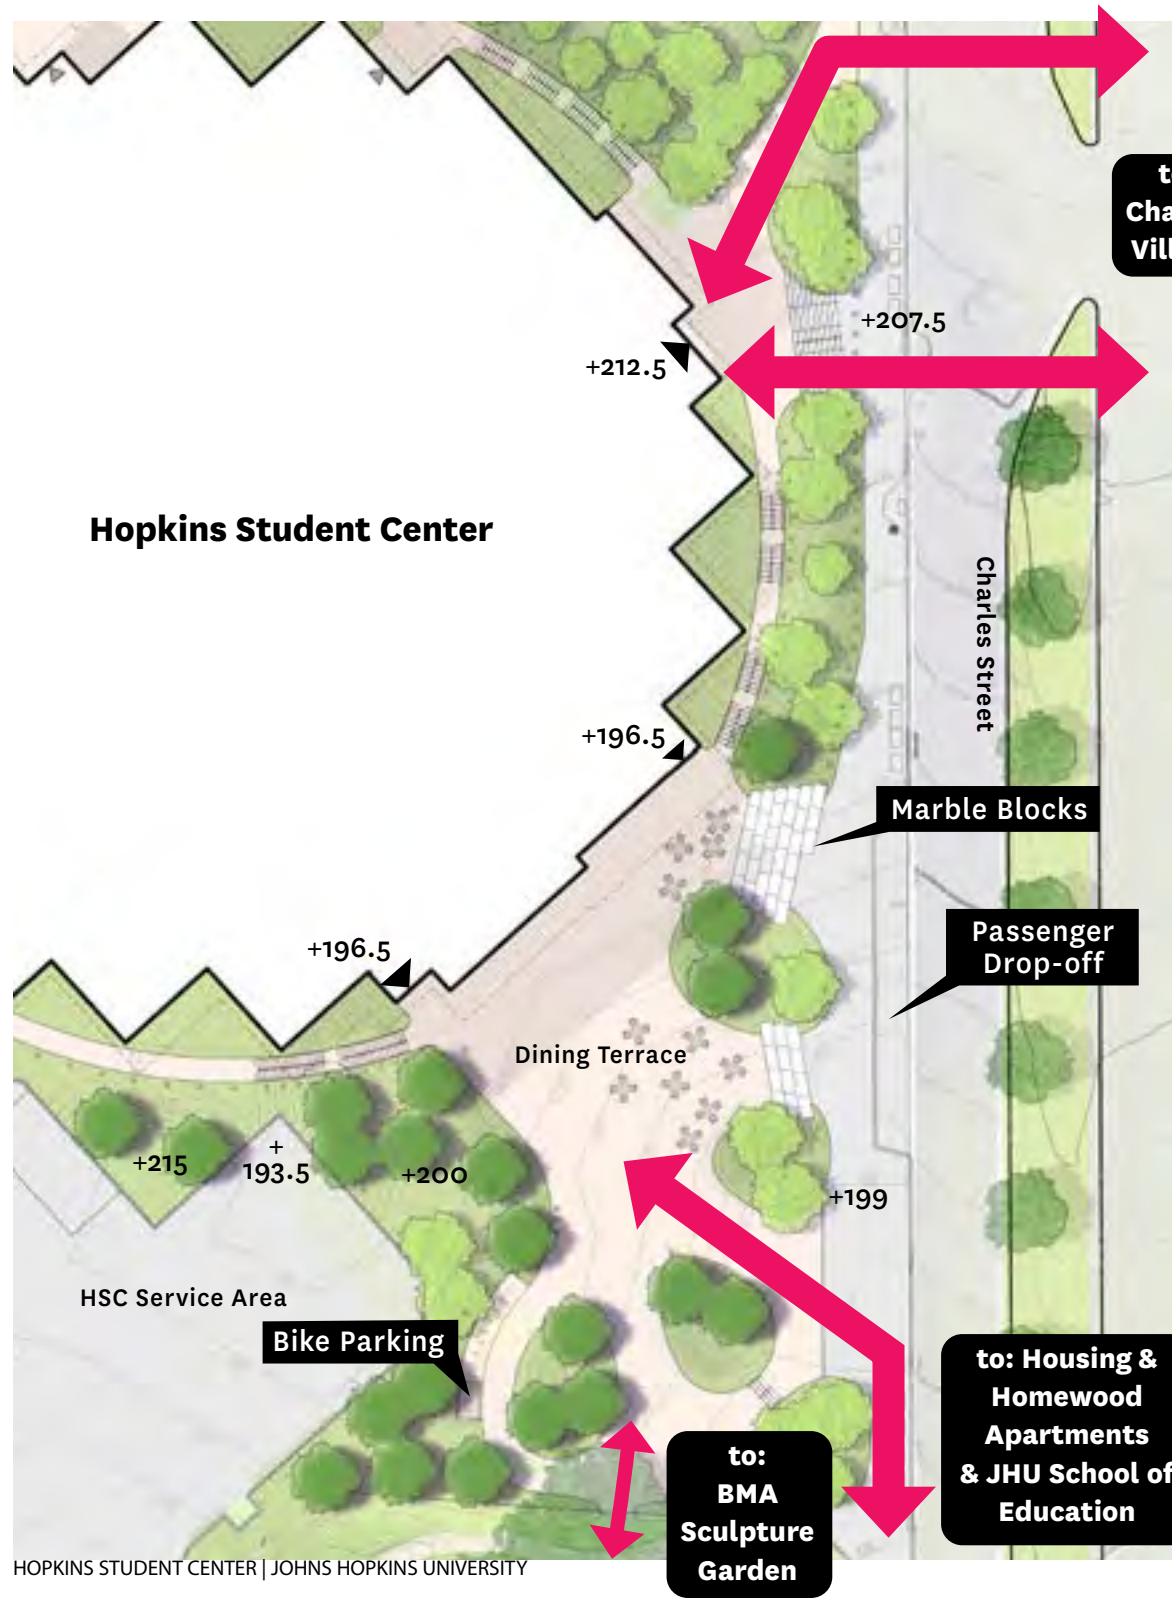 to:
+207.5
+212.5
Hopkins Student Center
Charles Street
+196.5
Marble Blocks
+196.5
Passenger
Drop-off
Dining Terrace
+215
+
193.5
+200
+199
HSC Service Area
Bike Parking
to: Housing &
Homewood
Apartments
& JHU School of
Education
to:
BMA
Sculpture
Garden
HOPKINS STUDENT CENTER | JOHNS HOPKINS UNIVERSITY